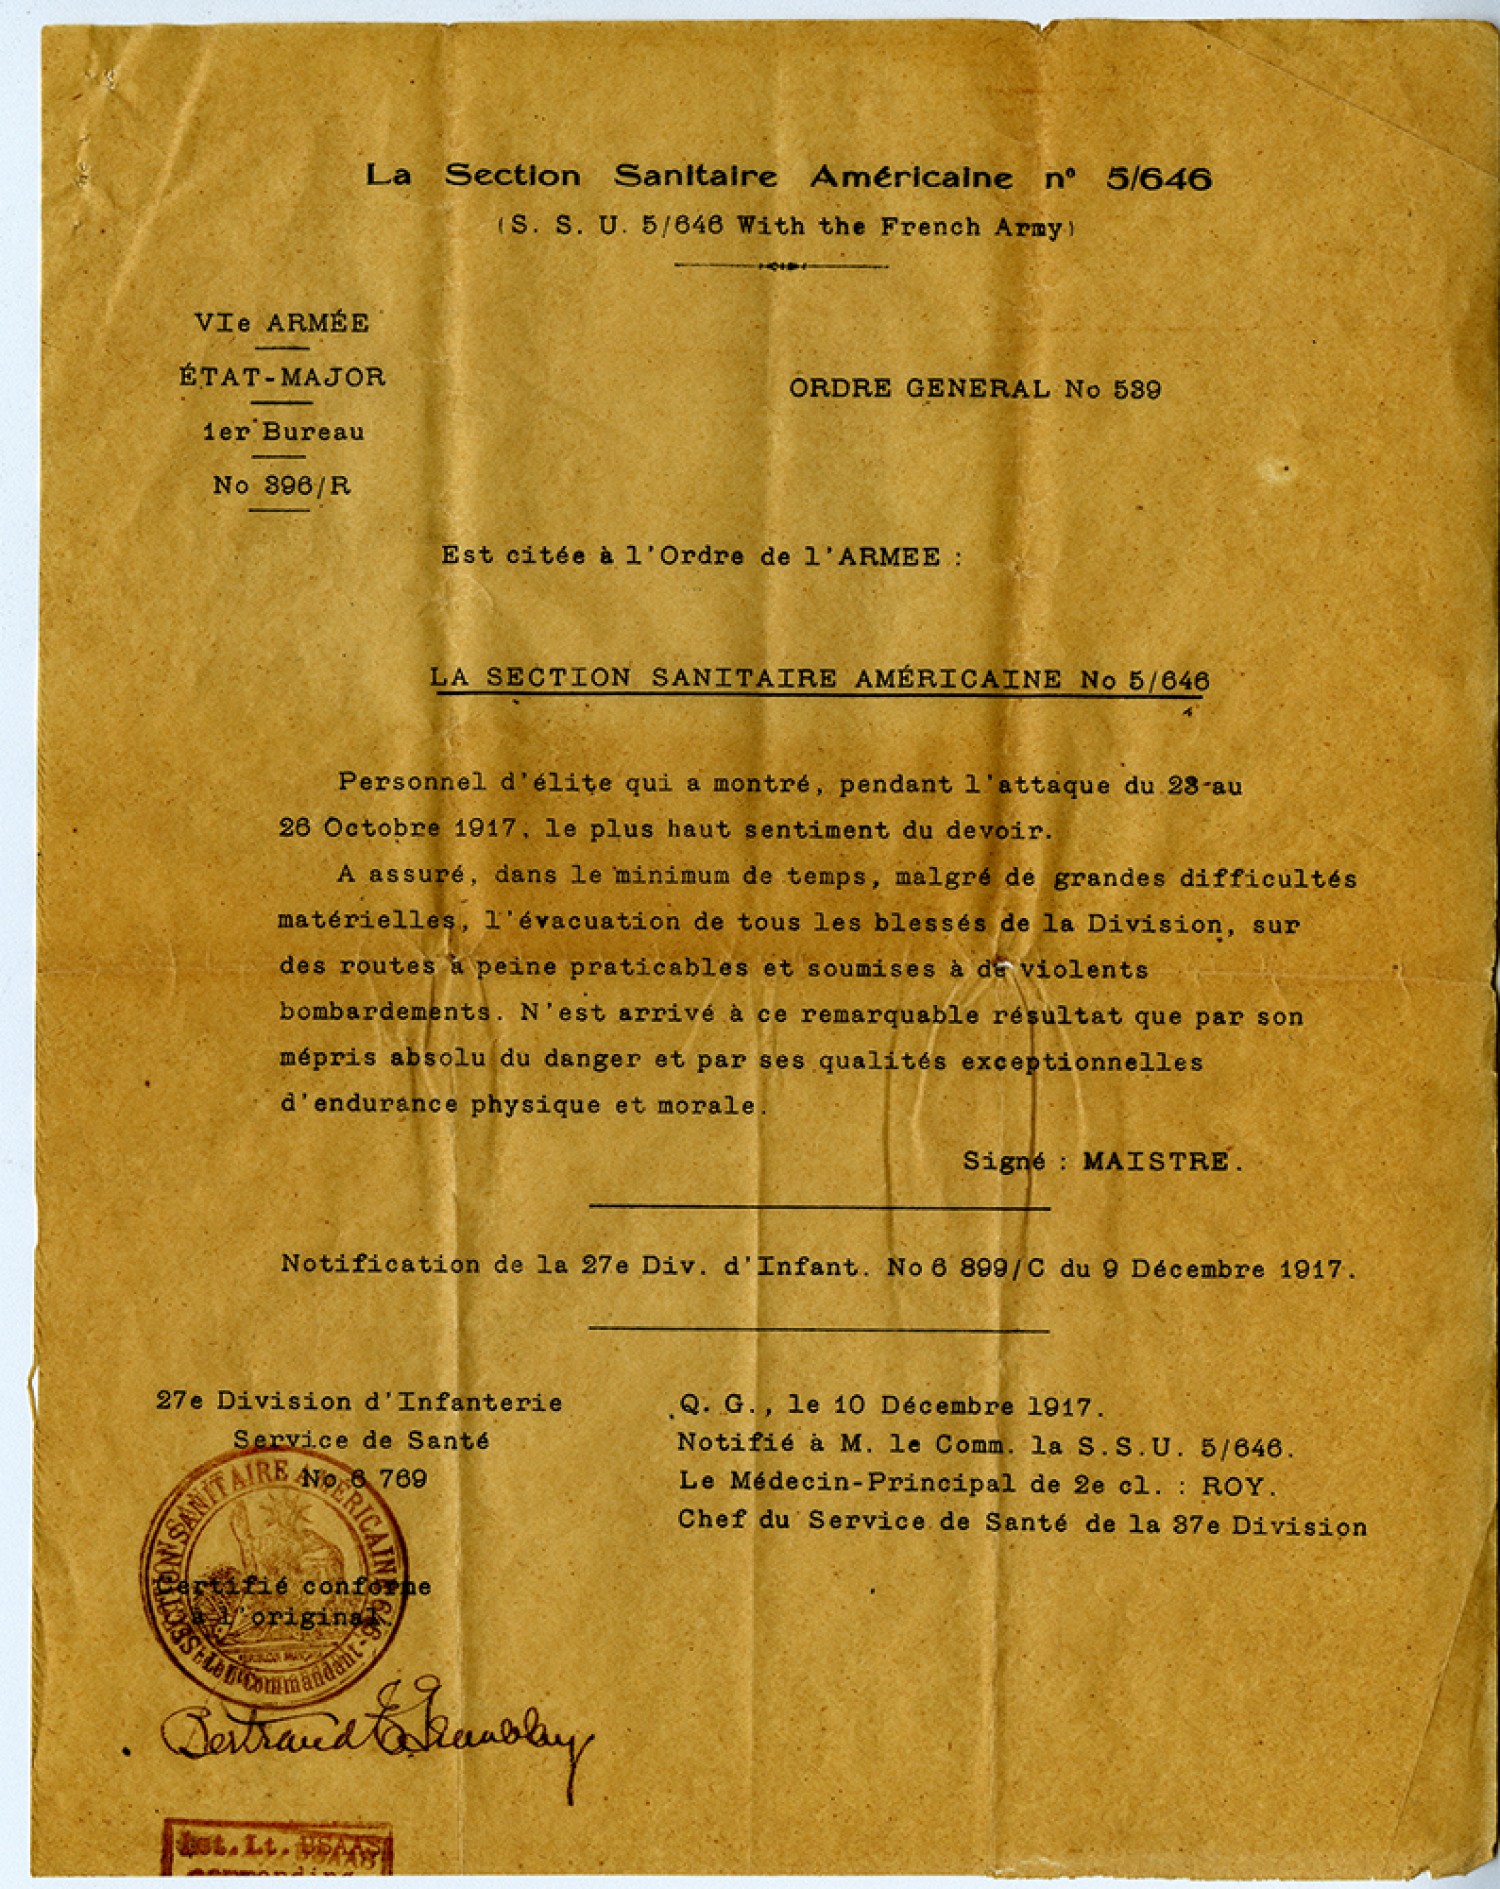 La Section Sanitaire Américaine n° 5/646
(S. S. U. 5/646 With the French Army)
VIe ARMÉE
ÉTAT-MAJOR
1er Bureau
No 396/R
ORDRE GENERAL No 539
Est citée à l'Ordre de l'ARMEE :
LA SECTION SANITAIRE AMÉRICAINE No 5/646
Personnel d'élite qui a montré, pendant l'attaque du 23 au
26 Octobre 1917, le plus haut sentiment du devoir.
A assuré, dans le minimum de temps, malgré de grandes difficultés
matérielles, l'évacuation de tous les blessés de la Division, sur
des routes à peine praticables et soumises à de violents
bombardements. N'est arrivé à ce remarquable résultat que par son
mépris absolu du danger et par ses qualités exceptionnelles
d'endurance physique et morale.
Signé : MAISTRE.
Notification de la 27e Div. d'Infant. No 6 899/C du 9 Décembre 1917.
27e Division d'Infanterie
Service de Santé
No 6 769
Q. G., le 10 Décembre 1917.
Notifié à M. le Comm. la S.S.U. 5/646.
Le Médecin-Principal de 2e cl. : ROY.
Chef du Service de Santé de la 37e Division
SECTION SANITAIRE AMÉRICAINE 646
Commandant
Certifié conforme
à l'original.
Bertrand
1st. Lt. USAAS